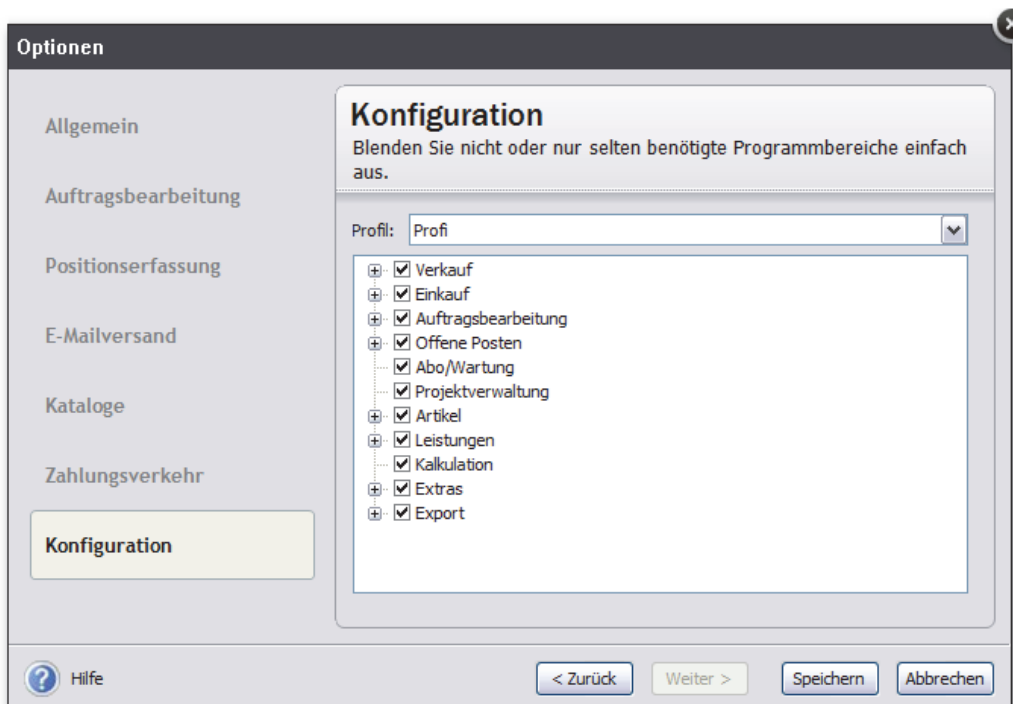 Optionen
Allgemein
Auftragsbearbeitung
Positionserfassung
E-Mailversand
Kataloge
Zahlungsverkehr
Konfiguration
Konfiguration
Blenden Sie nicht oder nur selten benötigte Programmbereiche einfach
aus.
Profil: Profi
Verkauf
Einkauf
Auftragsbearbeitung
Offene Posten
Abo/Wartung
Projektverwaltung
Artikel
Leistungen
Kalkulation
Extras
Export
Hilfe
< Zurück
Weiter >
Speichern
Abbrechen